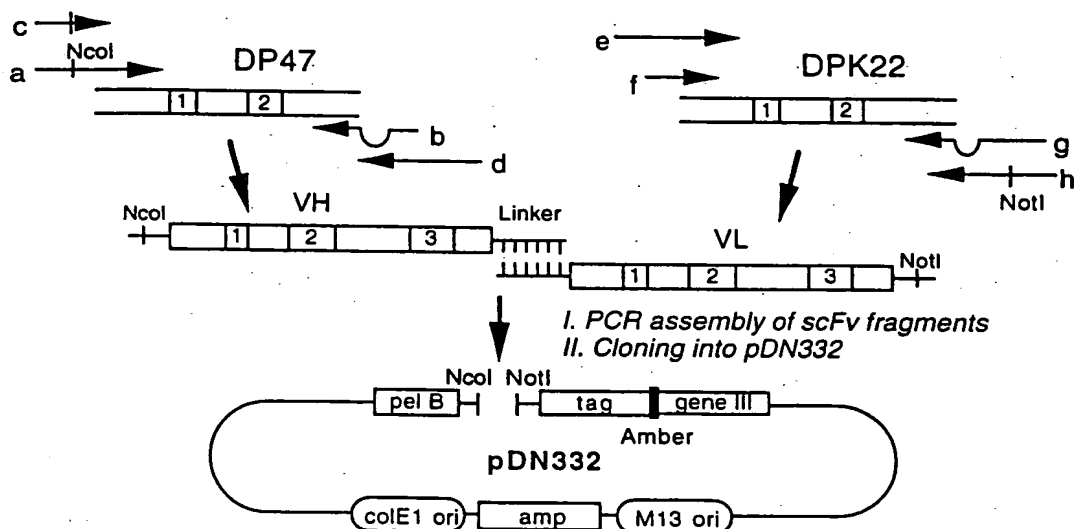 c
NcoI
a
DP47
1 2
b
d
e
f
DPK22
1 2
g
h
NotI
VH
NcoI
1 2 3
Linker
VL
1 2 3
NotI
I. PCR assembly of scFv fragments
II. Cloning into pDN332
NcoI NotI
pel B
tag
gene III
Amber
pDN332
colE1 ori
amp
M13 ori